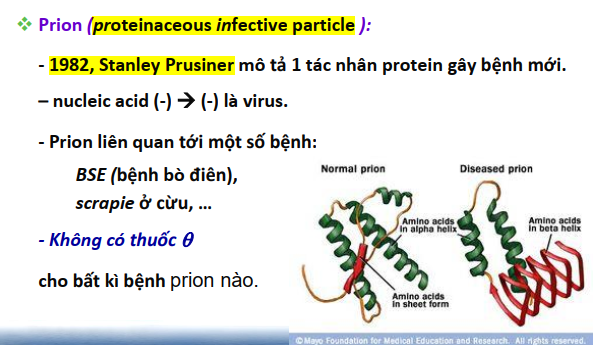 ❖ Prion (proteinaceous infective particle ):
- 1982, Stanley Prusiner mô tả 1 tác nhân protein gây bệnh mới.
– nucleic acid (-) → (-) là virus.
- Prion liên quan tới một số bệnh:
BSE (bệnh bò điên),
scrapie ở cừu, ...
- Không có thuốc θ
cho bất kì bệnh prion nào.
Normal prion
Diseased prion
Amino acids
in alpha helix
Amino acids
in beta helix
Amino acids
in sheet form
© Mayo Foundation for Medical Education and Research. All rights reserved.